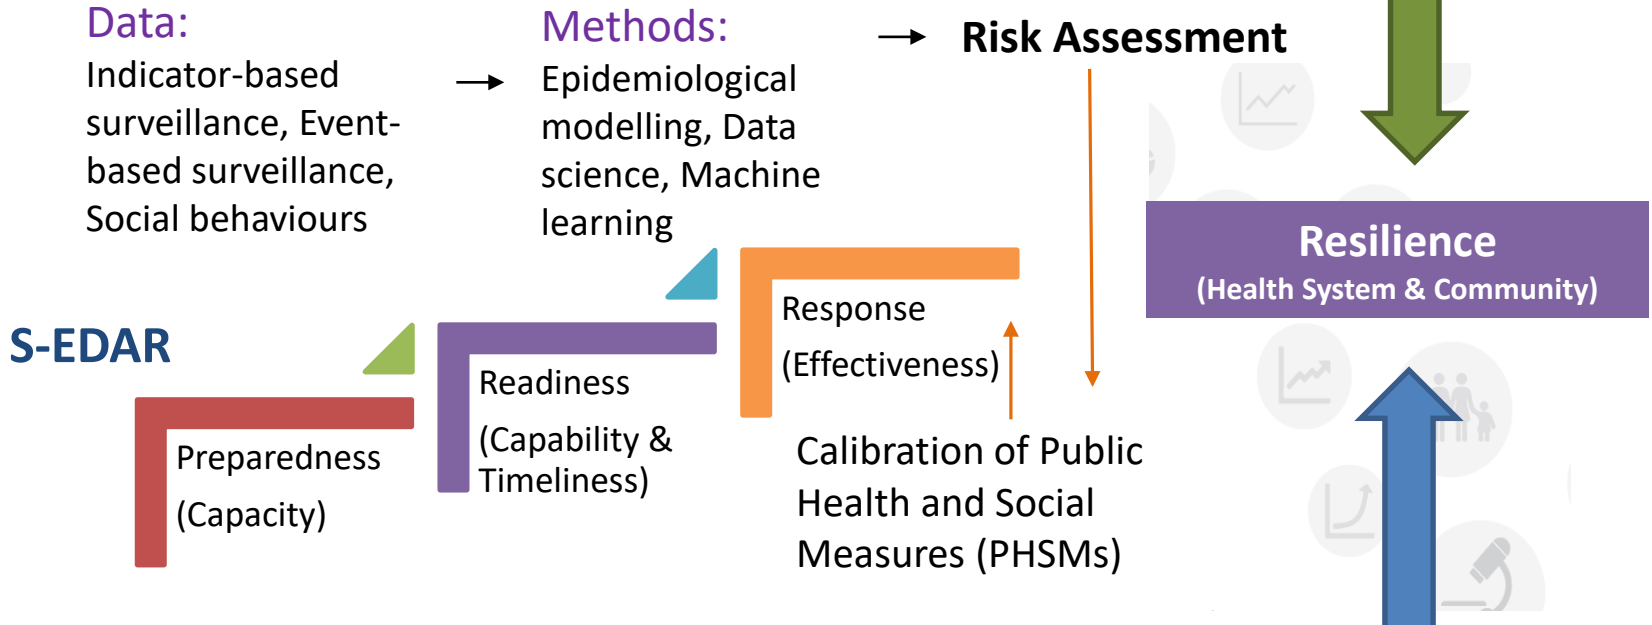 Data:
Indicator-based
surveillance, Event-
based surveillance,
Social behaviours
Methods:
Epidemiological
modelling, Data
science, Machine
learning
Risk Assessment
Resilience
(Health System & Community)
S-EDAR
Preparedness
(Capacity)
Readiness
(Capability &
Timeliness)
Response
(Effectiveness)
Calibration of Public
Health and Social
Measures (PHSMs)